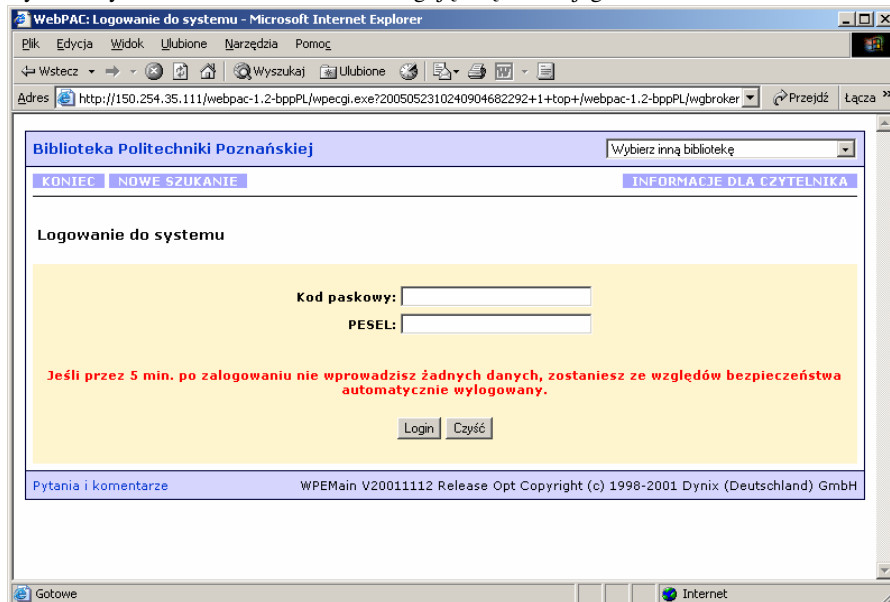 WebPAC: Logowanie do systemu - Microsoft Internet Explorer
Plik Edycja Widok Ulubione Narzędzia Pomoc
Wstecz Wyszukaj Ulubione
Adres http://150.254.35.111/webpac-1.2-bppPL/wpecgi.exe?2005052310240904682292+1+top+/webpac-1.2-bppPL/wgbroker Przejdź Łącza »
Biblioteka Politechniki Poznańskiej Wybierz inną bibliotekę
KONIEC NOWE SZUKANIE INFORMACJE DLA CZYTELNIKA
Logowanie do systemu
Kod paskowy:
PESEL:
Jeśli przez 5 min. po zalogowaniu nie wprowadzisz żadnych danych, zostaniesz ze względów bezpieczeństwa
automatycznie wylogowany.
Login Czyść
Pytania i komentarze WPEMain V20011112 Release Opt Copyright (c) 1998-2001 Dynix (Deutschland) GmbH
Gotowe Internet